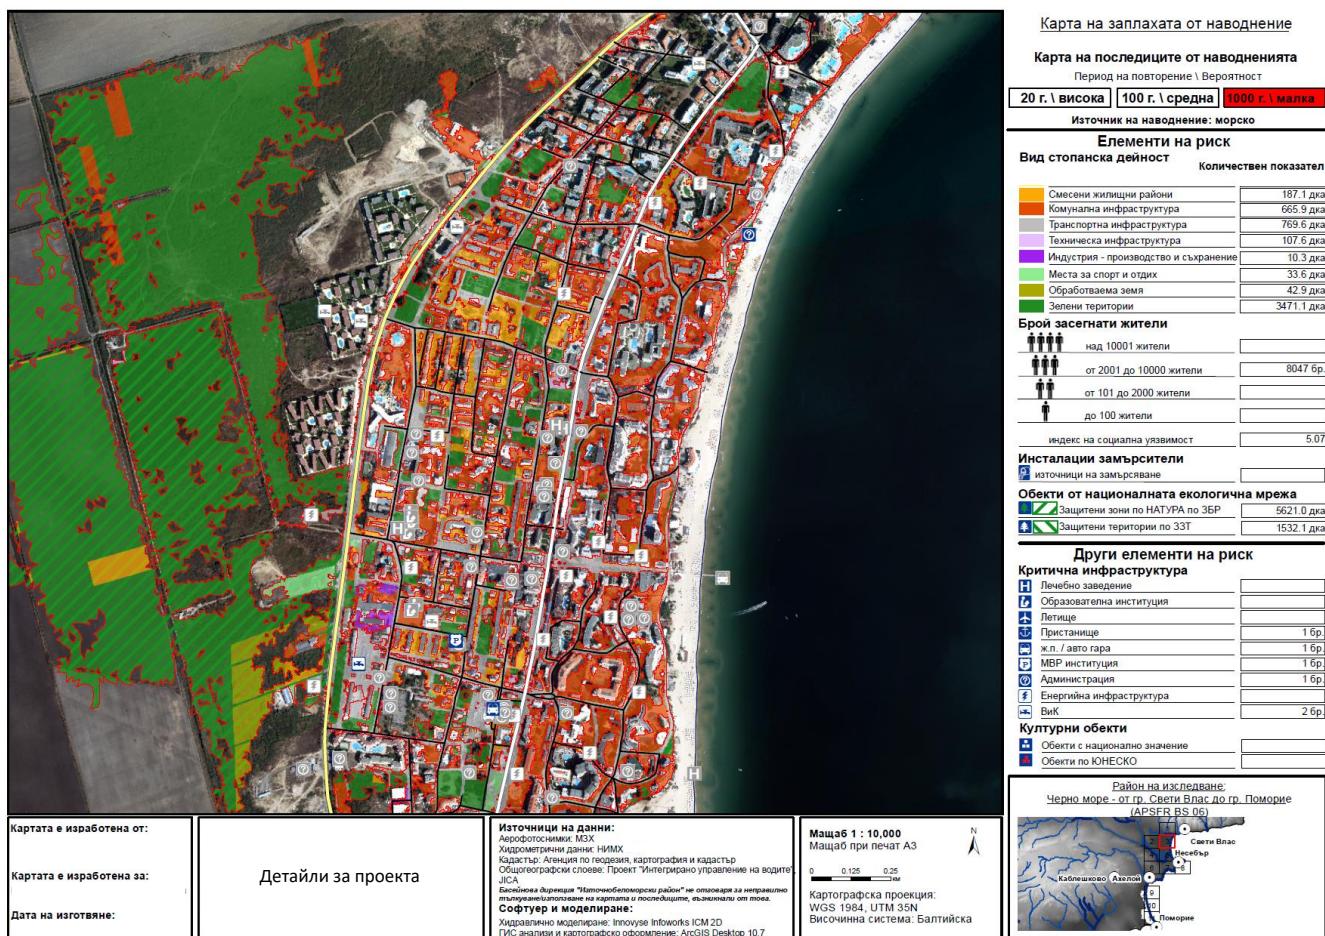 Карта на заплахата от наводнение
Карта на последиците от наводненията
Период на повторение \ Вероятност
20 г. \ висока 100 г. \ средна 1000 г. \ малка
Източник на наводнение: морско
Елементи на риск
Вид стопанска дейност Количествен показател
Смесени жилищни райони 187.1 дка
Комунална инфраструктура 665.9 дка
Транспортна инфраструктура 769.6 дка
Техническа инфраструктура 107.6 дка
Индустрия - производство и съхранение 10.3 дка
Места за спорт и отдих 33.6 дка
Обработваема земя 42.9 дка
Зелени територии 3471.1 дка
Брой засегнати жители
над 10001 жители
от 2001 до 10000 жители 8047 бр.
от 101 до 2000 жители
до 100 жители
индекс на социална уязвимост 5.07
Инсталации замърсители
източници на замърсяване
Обекти от националната екологична мрежа
Защитени зони по НАТУРА по ЗБР 5621.0 дка
Защитени територии по ЗЗТ 1532.1 дка
Други елементи на риск
Критична инфраструктура
Лечебно заведение
Образователна институция
Летище
Пристанище 1 бр.
ж.п. / авто гара 1 бр.
МВР институция 1 бр.
Администрация 1 бр.
Енергийна инфраструктура
ВиК 2 бр.
Културни обекти
Обекти с национално значение
Обекти по ЮНЕСКО
Район на изследване:
Черно море - от гр. Свети Влас до гр. Поморие
(APSFR BS 06)
Свети Влас
Несебър
Каблешково Ахелой
Поморие
Картата е изработена от:
Картата е изработена за:
Дата на изготвяне:
Детайли за проекта
Източници на данни:
Аерофотоснимки: МЗХ
Хидрометрични данни: НИМХ
Кадастър: Агенция по геодезия, картография и кадастър
Общогеографски слоеве: Проект "Интегрирано управление на водите",
JICA
Басейнова дирекция "Източнобеломорски район" не отговаря за неправилно
тълкуване/използване на картата и последиците, възникнали от това.
Софтуер и моделиране:
Хидравлично моделиране: Innovyse Infoworks ICM 2D
ГИС анализи и картографско оформление: ArcGIS Desktop 10.7
Мащаб 1 : 10,000
Мащаб при печат А3
N
0 0.125 0.25
км
Картографска проекция:
WGS 1984, UTM 35N
Височинна система: Балтийска